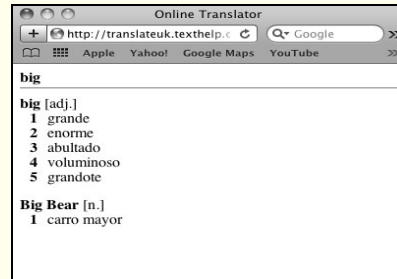 Online Translator
+ http://translateuk.texthelp.c Google
Apple Yahoo! Google Maps YouTube
big
big [adj.]
1 grande
2 enorme
3 abultado
4 voluminoso
5 grandote
Big Bear [n.]
1 carro mayor